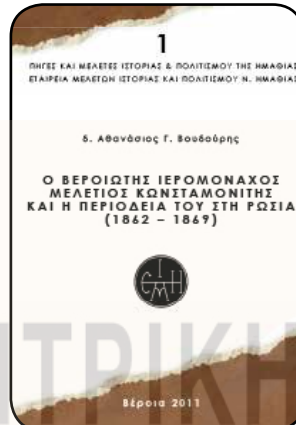 1
ΠΗΓΕΣ ΚΑΙ ΜΕΛΕΤΕΣ ΙΣΤΟΡΙΑΣ & ΠΟΛΙΤΙΣΜΟΥ ΤΗΣ ΗΜΑΘΙΑΣ
ΕΤΑΙΡΕΙΑ ΜΕΛΕΤΩΝ ΙΣΤΟΡΙΑΣ ΚΑΙ ΠΟΛΙΤΙΣΜΟΥ Ν. ΗΜΑΘΙΑΣ
δ. Αθανάσιος Γ. Βουδούρης
Ο ΒΕΡΟΙΩΤΗΣ ΙΕΡΟΜΟΝΑΧΟΣ
ΜΕΛΕΤΙΟΣ ΚΩΝΣΤΑΜΟΝΙΤΗΣ
ΚΑΙ Η ΠΕΡΙΟΔΕΙΑ ΤΟΥ ΣΤΗ ΡΩΣΙΑ
(1862 – 1869)
ΤΡΙΚΗ
Βέροια 2011